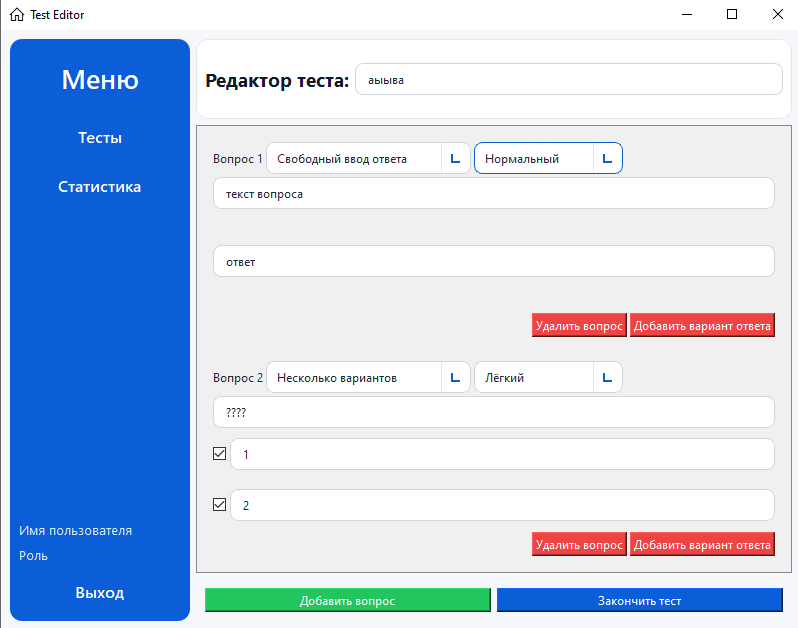 Test Editor
Меню
Тесты
Статистика
Имя пользователя
Роль
Выход
Редактор теста: аыыва
Вопрос 1 Свободный ввод ответа Нормальный
текст вопроса
ответ
Удалить вопрос Добавить вариант ответа
Вопрос 2 Несколько вариантов Лёгкий
????
1
2
Удалить вопрос Добавить вариант ответа
Добавить вопрос Закончить тест